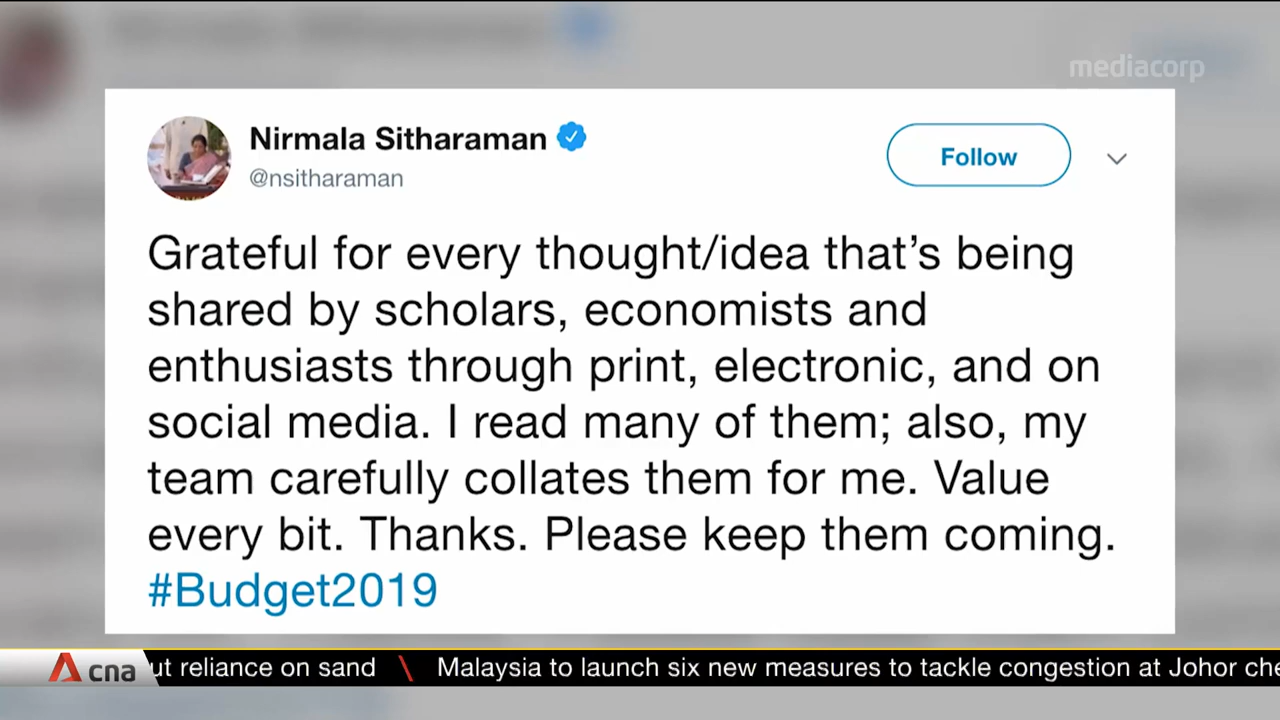 mediacorp
Nirmala Sitharaman
@nsitharaman
Follow
Grateful for every thought/idea that’s being
shared by scholars, economists and
enthusiasts through print, electronic, and on
social media. I read many of them; also, my
team carefully collates them for me. Value
every bit. Thanks. Please keep them coming.
#Budget2019
cna
ut reliance on sand \ Malaysia to launch six new measures to tackle congestion at Johor che